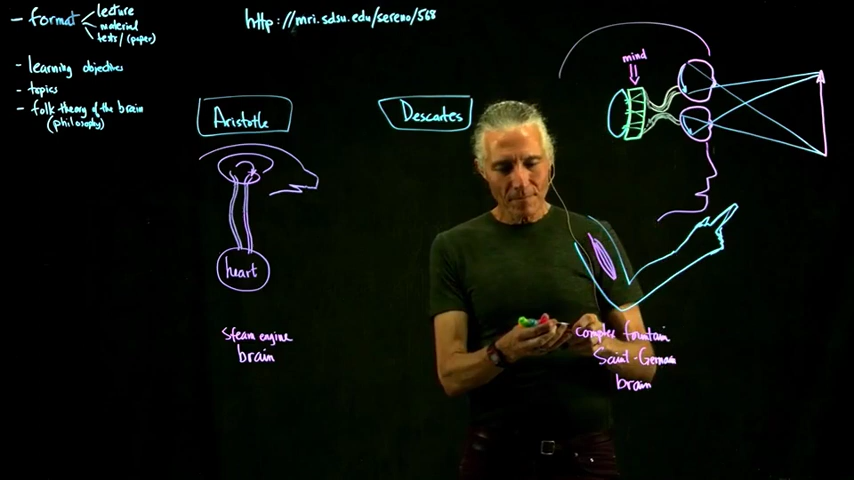 - format
lecture
material
tests/(paper)
- learning objectives
- topics
- folk theory of the brain
(philosophy)
http://mri.sdsu.edu/sereno/568
Aristotle
heart
steam engine
brain
Descartes
mind
complex fountain
Saint-Germain
brain